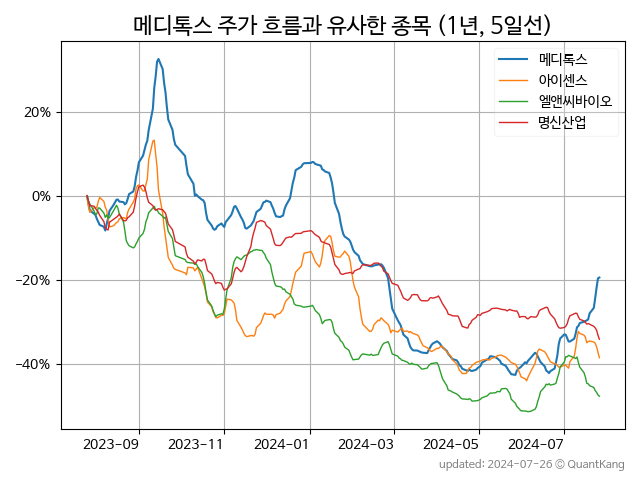 메디톡스 주가 흐름과 유사한 종목 (1년, 5일선)
메디톡스
아이센스
엘앤씨바이오
명신산업
20%
0%
−20%
−40%
2023-09 2023-11 2024-01 2024-03 2024-05 2024-07
updated: 2024-07-26 © QuantKang